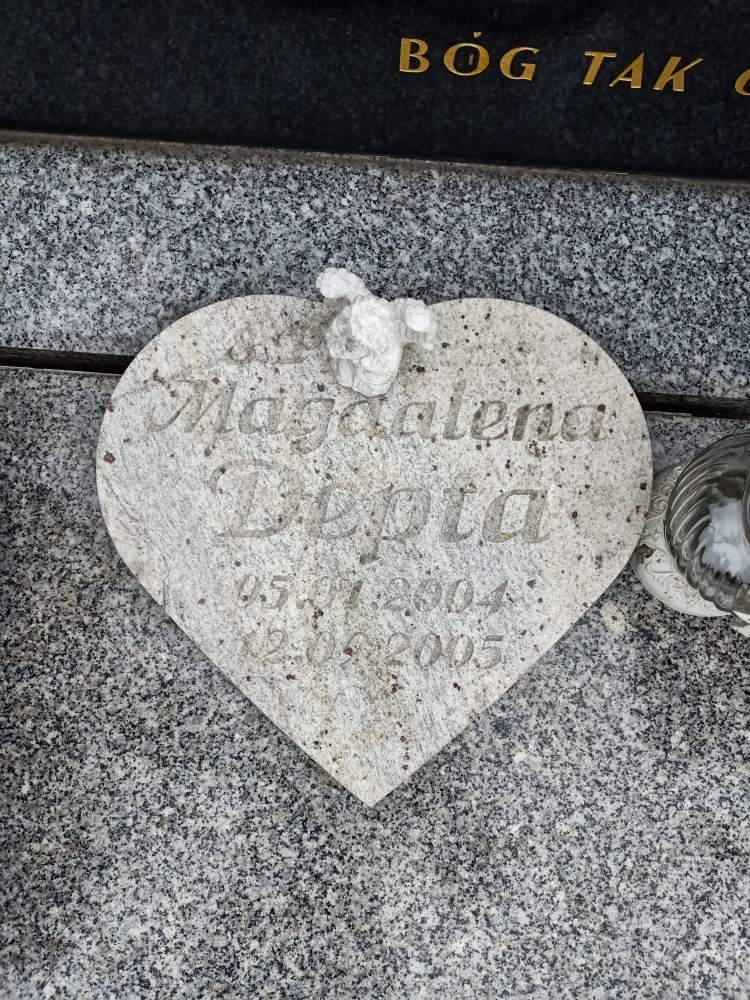 BÓG TAK
Ś.P.
Magdalena
Depta
05.01.2004
12.09.2005